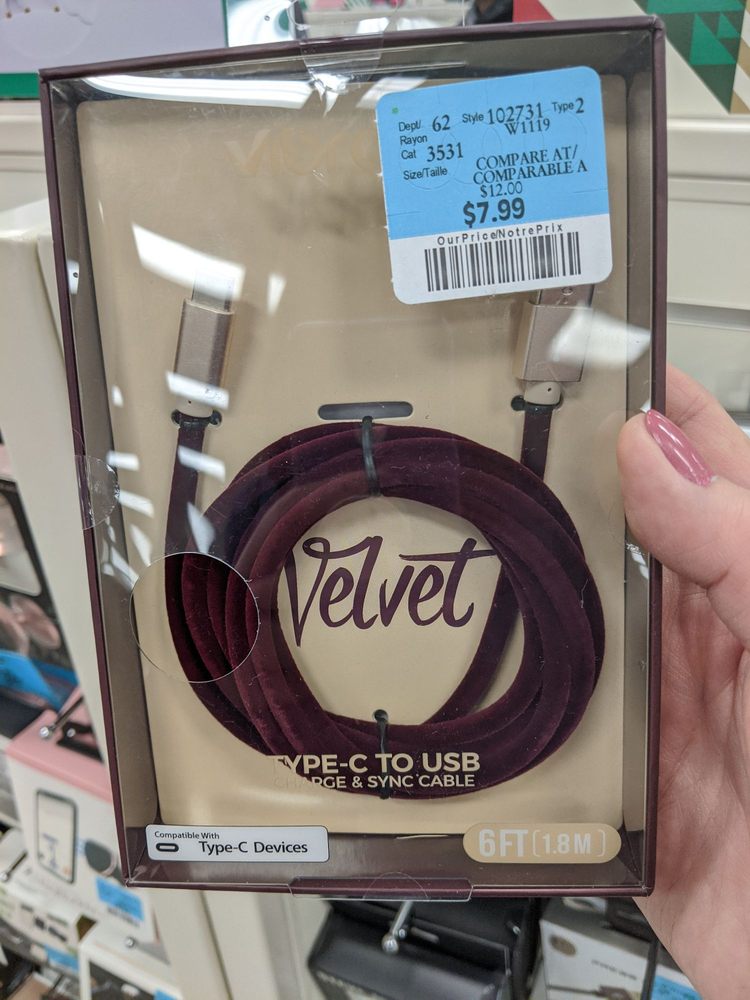 Dept/ 62 Style 102731 Type 2
Rayon W1119
Cat 3531
COMPARE AT/
Size/Taille COMPARABLE A
$12.00
$7.99
OurPrice/NotrePrix
Velvet
TYPE-C TO USB
CHARGE & SYNC CABLE
Compatible With
Type-C Devices
6FT (1.8 M)